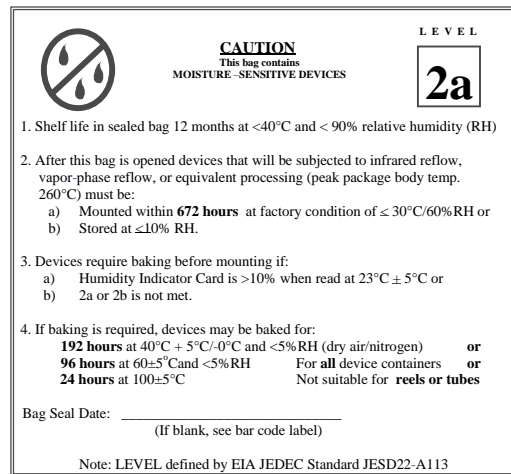 LEVEL
CAUTION
This bag contains
MOISTURE –SENSITIVE DEVICES
2a
1. Shelf life in sealed bag 12 months at <40°C and < 90% relative humidity (RH)
2. After this bag is opened devices that will be subjected to infrared reflow,
vapor-phase reflow, or equivalent processing (peak package body temp.
260°C) must be:
a) Mounted within 672 hours at factory condition of ≤ 30°C/60%RH or
b) Stored at ≤10% RH.
3. Devices require baking before mounting if:
a) Humidity Indicator Card is >10% when read at 23°C ± 5°C or
b) 2a or 2b is not met.
4. If baking is required, devices may be baked for:
192 hours at 40°C + 5°C/-0°C and <5%RH (dry air/nitrogen) or
96 hours at 60±5°Cand <5%RH For all device containers or
24 hours at 100±5°C Not suitable for reels or tubes
Bag Seal Date: ______________________________
(If blank, see bar code label)
Note: LEVEL defined by EIA JEDEC Standard JESD22-A113